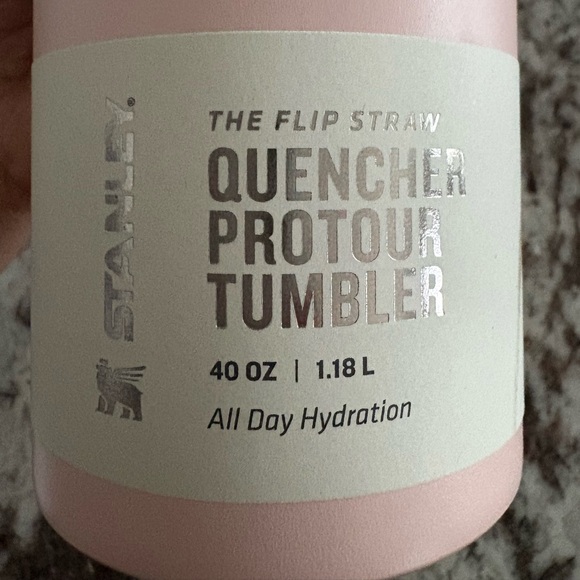 STANLEY®
THE FLIP STRAW
QUENCHER
PROTOUR
TUMBLER
40 OZ | 1.18 L
All Day Hydration